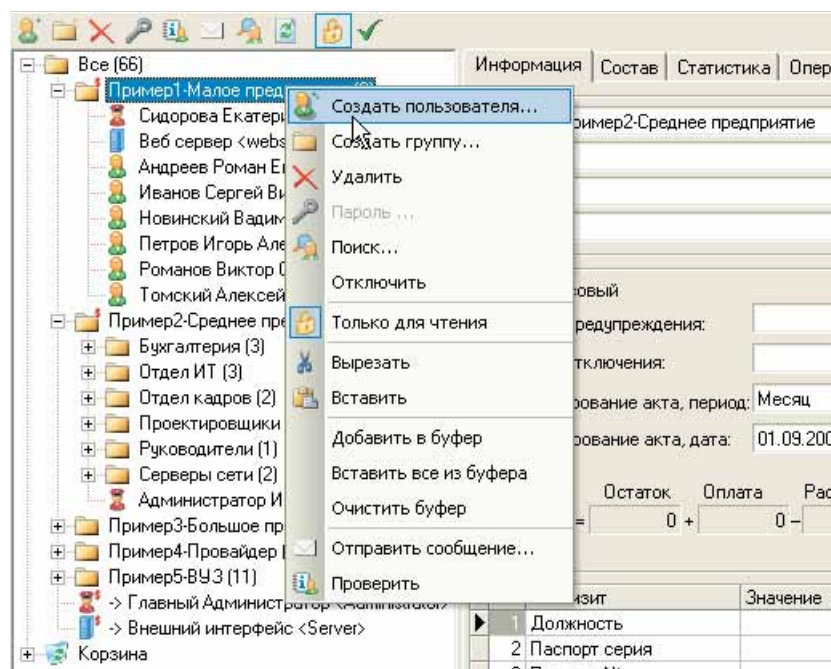 Все (66)
Пример1-Малое пред
Сидорова Екатери
Веб сервер <webs
Андреев Роман Ег
Иванов Сергей Ви
Новинский Вадим
Петров Игорь Але
Романов Виктор
Томский Алексей
Пример2-Среднее пре
Бухгалтерия (3)
Отдел ИТ (3)
Отдел кадров (2)
Проектировщики
Руководители (1)
Серверы сети (2)
Администратор И
Пример3-Большое пр
Пример4-Провайдер
Пример5-ВУЗ (11)
-> Главный Администратор <Administrator>
-> Внешний интерфейс <Server>
Корзина
Создать пользователя...
Создать группу...
Удалить
Пароль ...
Поиск...
Отключить
Только для чтения
Вырезать
Вставить
Добавить в буфер
Вставить все из буфера
Очистить буфер
Отправить сообщение...
Проверить
Информация Состав Статистика Опер
ример2-Среднее предприятие
овый
редупреждения:
тключения:
рование акта, период: Месяц
рование акта, дата: 01.09.200
Остаток Оплата Рас
= 0 + 0 –
изит Значение
1 Должность
2 Паспорт серия